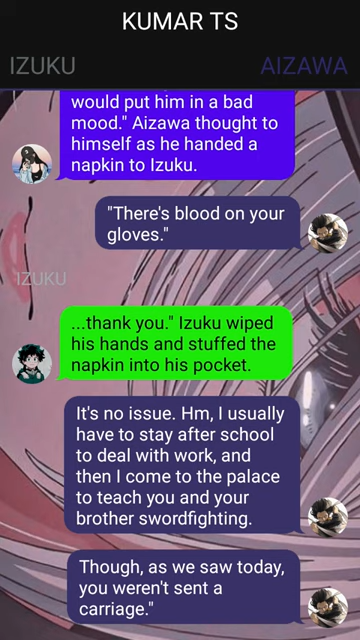 KUMAR TS
IZUKU
AIZAWA
would put him in a bad
mood." Aizawa thought to
himself as he handed a
napkin to Izuku.
"There's blood on your
gloves."
IZUKU
...thank you." Izuku wiped
his hands and stuffed the
napkin into his pocket.
It's no issue. Hm, I usually
have to stay after school
to deal with work, and
then I come to the palace
to teach you and your
brother swordfighting.
Though, as we saw today,
you weren't sent a
carriage."